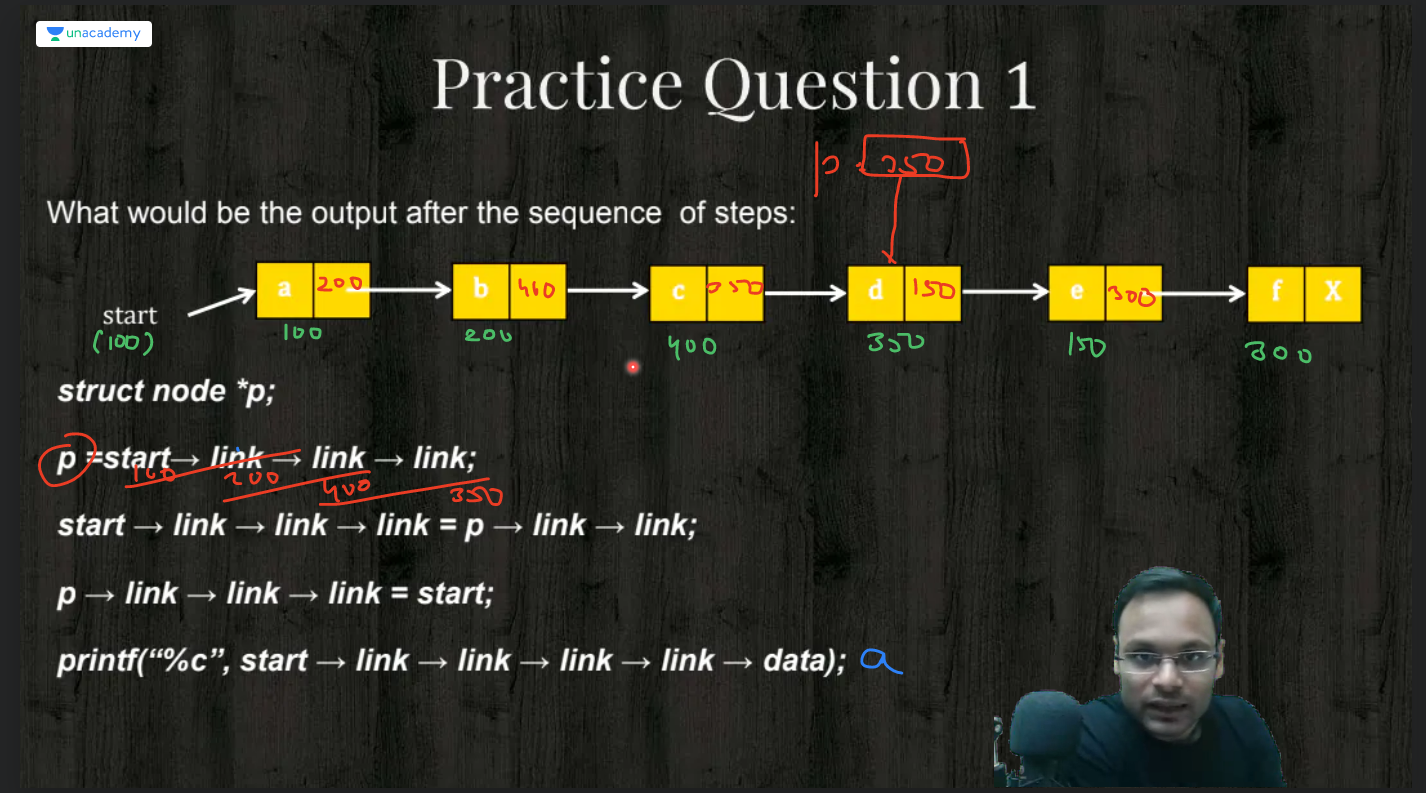 unacademy
Practice Question 1
p = 350
What would be the output after the sequence of steps:
a 200 b 400 c 350 d 150 e 300 f X
start
(100) 100 200 400 350 150 300
struct node *p;
p =start→ link → link → link;
100 200 400 350
start → link → link → link = p → link → link;
p → link → link → link = start;
printf(“%c”, start → link → link → link → link → data); a